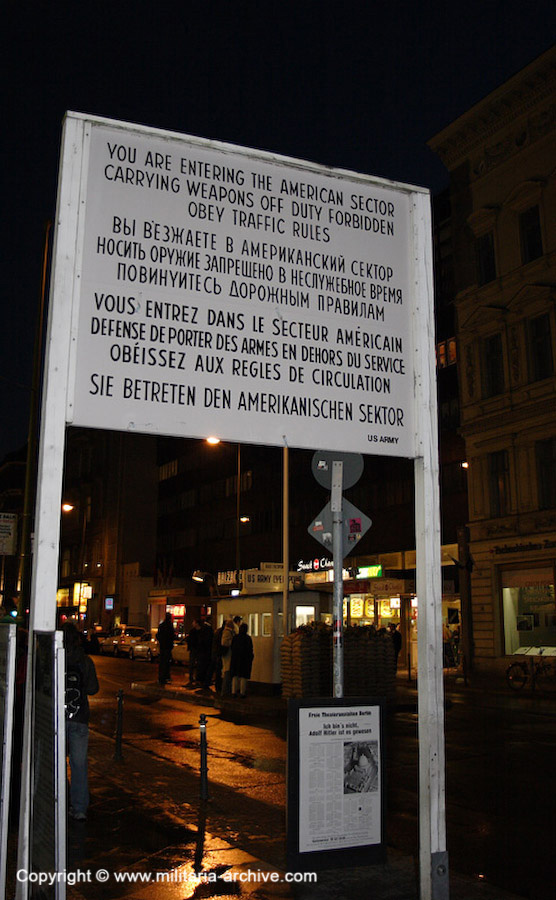 YOU ARE ENTERING THE AMERICAN SECTOR
CARRYING WEAPONS OFF DUTY FORBIDDEN
OBEY TRAFFIC RULES
ВЫ ВЪЕЗЖАЕТЕ В АМЕРИКАНСКИЙ СЕКТОР
НОСИТЬ ОРУЖИЕ ЗАПРЕЩЕНО В НЕСЛУЖЕБНОЕ ВРЕМЯ
ПОВИНУЙТЕСЬ ДОРОЖНЫМ ПРАВИЛАМ
VOUS ENTREZ DANS LE SECTEUR AMÉRICAIN
DEFENSE DE PORTER DES ARMES EN DEHORS DU SERVICE
OBÉISSEZ AUX REGLES DE CIRCULATION
SIE BETRETEN DEN AMERIKANISCHEN SEKTOR
US ARMY
US ARMY
Ich bin's nicht,
Adolf Hitler ist es gewesen
Copyright © www.militaria-archive.com